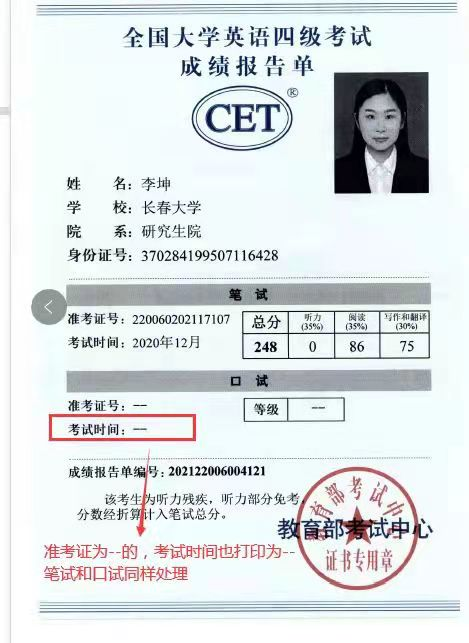 全国大学英语四级考试
成绩报告单
CET®
姓 名：李坤
学 校：长春大学
院 系：研究生院
身份证号：370284199507116428
笔 试
准考证号：220060202117107
考试时间：2020年12月
总分 听力(35%) 阅读(35%) 写作和翻译(30%)
248 0 86 75
口 试
准考证号：--
考试时间：--
等级 --
成绩报告单编号：202122006004121
该考生为听力残疾，听力部分免考，
分数经折算计入笔试总分。
教育部考试中心
教育部考试中心
证书专用章
准考证为--的，考试时间也打印为--
笔试和口试同样处理